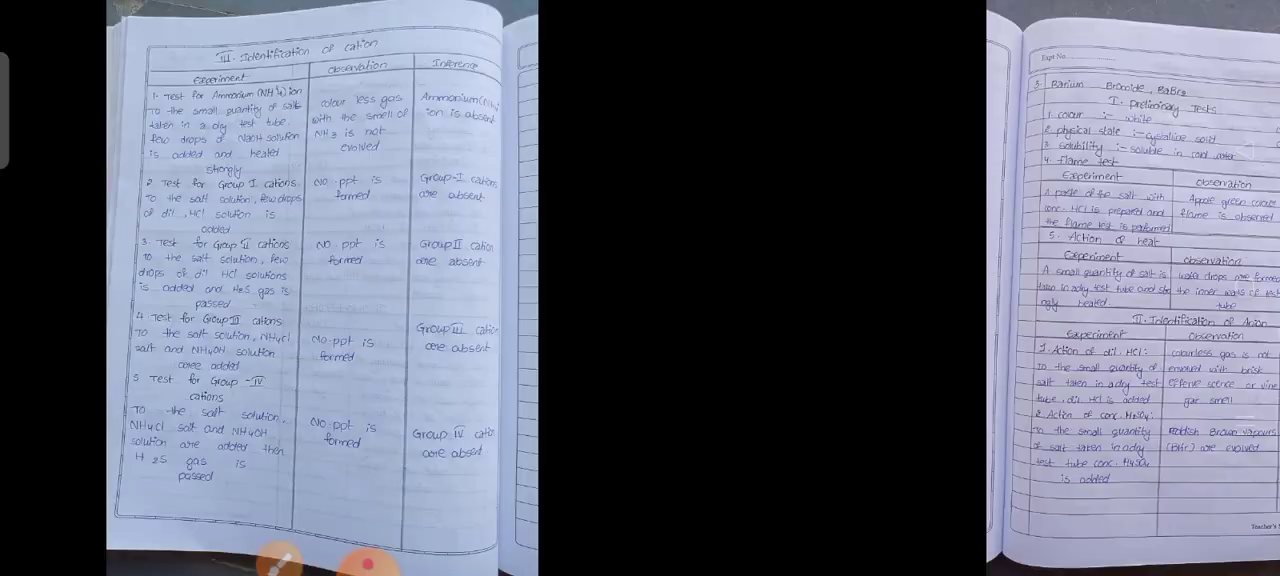 III. Identification of cation
Experiment
Observation
Inference
1. Test for Ammonium (NH4) ion
To the small quantity of salt
taken in a dry test tube.
few drops of NaOH solution
is added and heated
strongly
colour less gas
with the smell of
NH3 is not
evolved
Ammonium
ion is absent
2. Test for Group I cations
To the salt solution, few drops
of dil, HCl solution is
added
NO ppt is
formed
Group-I cation
are absent
3. Test for Group II cations
To the salt solution, few
drops of dil HCl solutions
is added and H2S gas is
passed
NO ppt is
formed
Group II cation
are absent
4. Test for Group III cations
To the salt solution, NH4Cl
salt and NH4OH solution
are added
NO ppt is
formed
Group III cation
are absent
5 Test for Group -IV
cations
To the salt solution,
NH4Cl salt and NH4OH
solution are added then
H2S gas is
passed
NO ppt is
formed
Group IV cation
are absent
Expt No.
3. Barium Bromide, BaBr2
I. preliminary Tests
1. colour :- white
2. physical state :- crystalline solid
3. solubility :- soluble in cold water
4. flame test
Experiment
Observation
A paste of the salt with
conc. HCl is prepared and
the flame test is performed
Apple green colour
flame is observed
5. Action of heat
Experiment
Observation
A small quantity of salt is
taken in a dry test tube and stro
ngly heated.
water drops are formed
the inner walls of
tube
II. Identification of Anion
Experiment
Observation
1. Action of dil. HCl:
To the small quantity of
salt taken in a dry test
tube, dil HCl is added
colourless gas is not
evolved with brisk
effervescence or vine
gar smell
2. Action of conc. H2SO4:
To the small quantity
of salt taken in a dry
test tube conc. H2SO4
is added
Reddish Brown vapours
(Br) are evolved
Teacher's